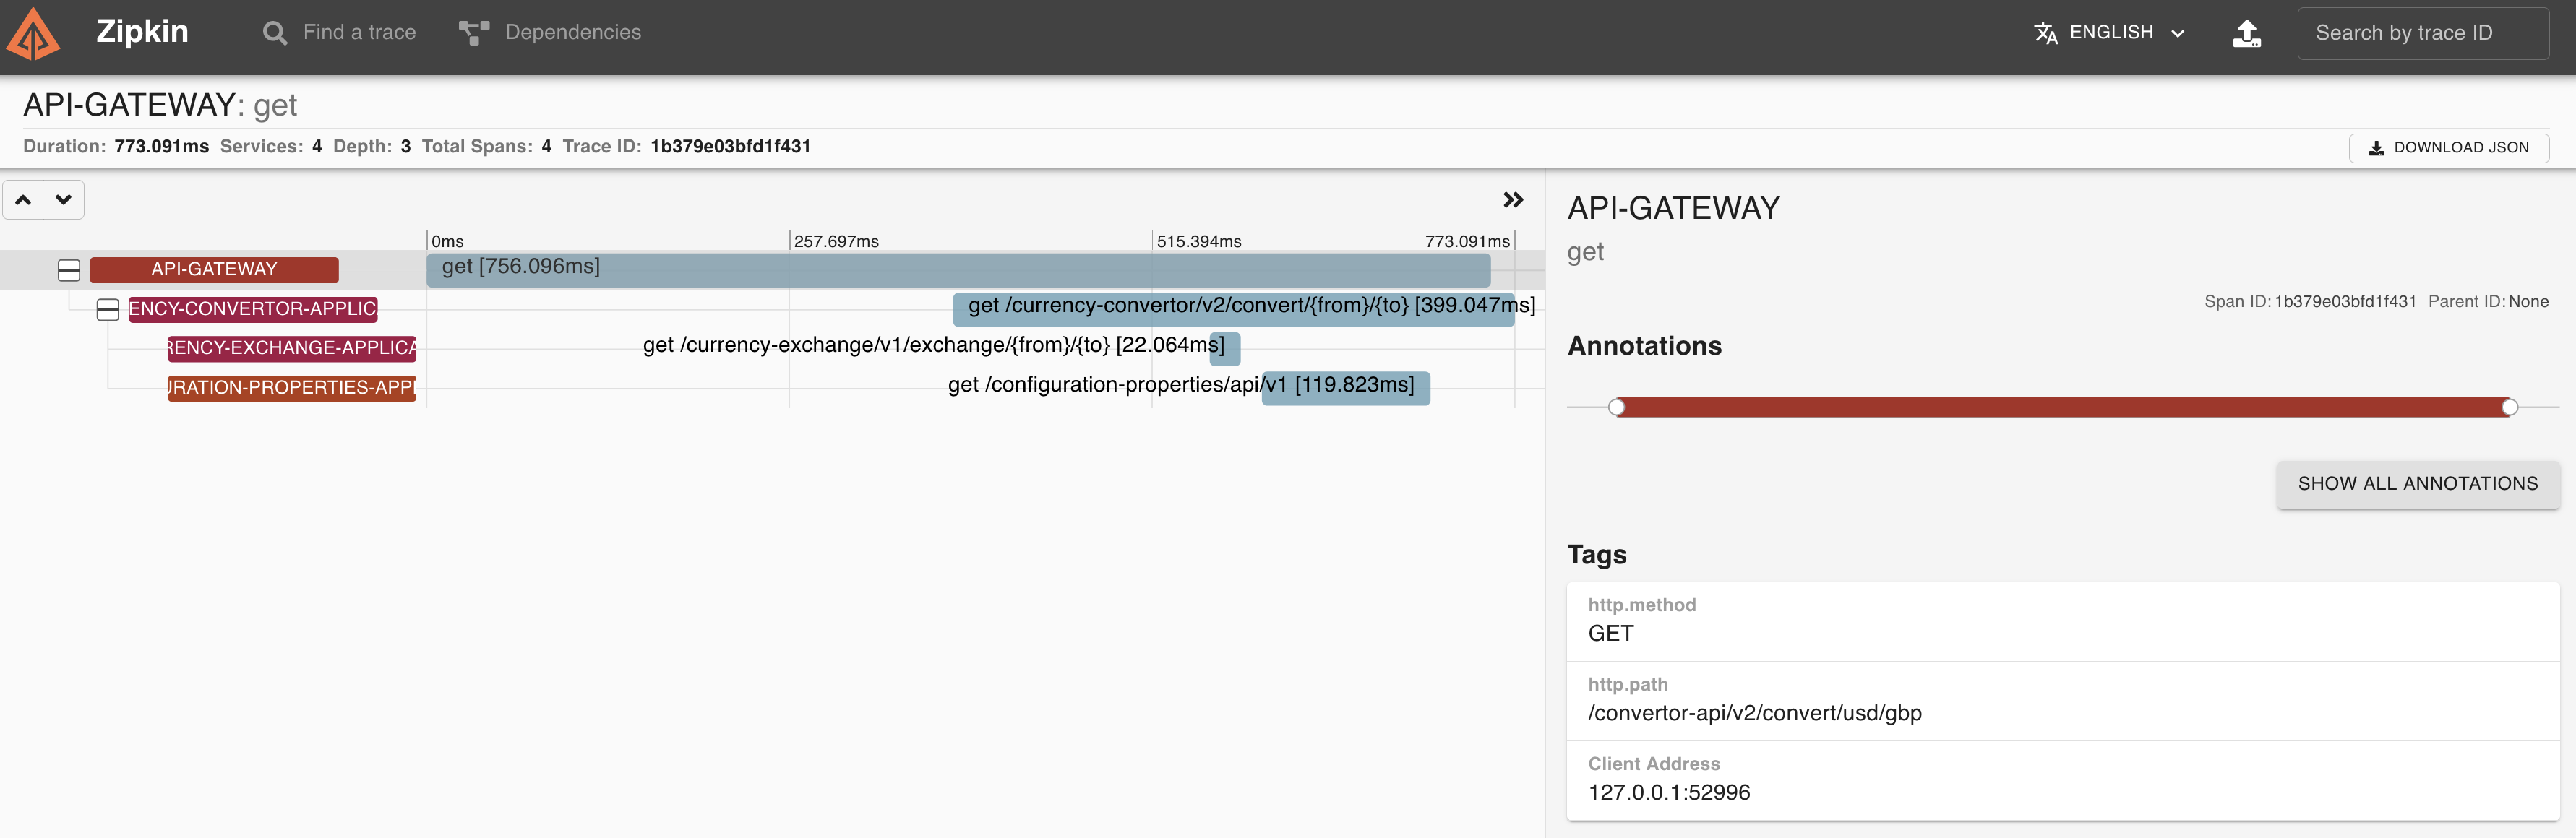 Zipkin Find a trace Dependencies ENGLISH Search by trace ID
API-GATEWAY: get
Duration: 773.091ms Services: 4 Depth: 3 Total Spans: 4 Trace ID: 1b379e03bfd1f431 DOWNLOAD JSON
0ms 257.697ms 515.394ms 773.091ms
API-GATEWAY get [756.096ms]
ENCY-CONVERTOR-APPLIC get /currency-convertor/v2/convert/{from}/{to} [399.047ms]
RENCY-EXCHANGE-APPLICA get /currency-exchange/v1/exchange/{from}/{to} [22.064ms]
URATION-PROPERTIES-APPL get /configuration-properties/api/v1 [119.823ms]
API-GATEWAY
get
Span ID: 1b379e03bfd1f431 Parent ID: None
Annotations
SHOW ALL ANNOTATIONS
Tags
http.method
GET
http.path
/convertor-api/v2/convert/usd/gbp
Client Address
127.0.0.1:52996